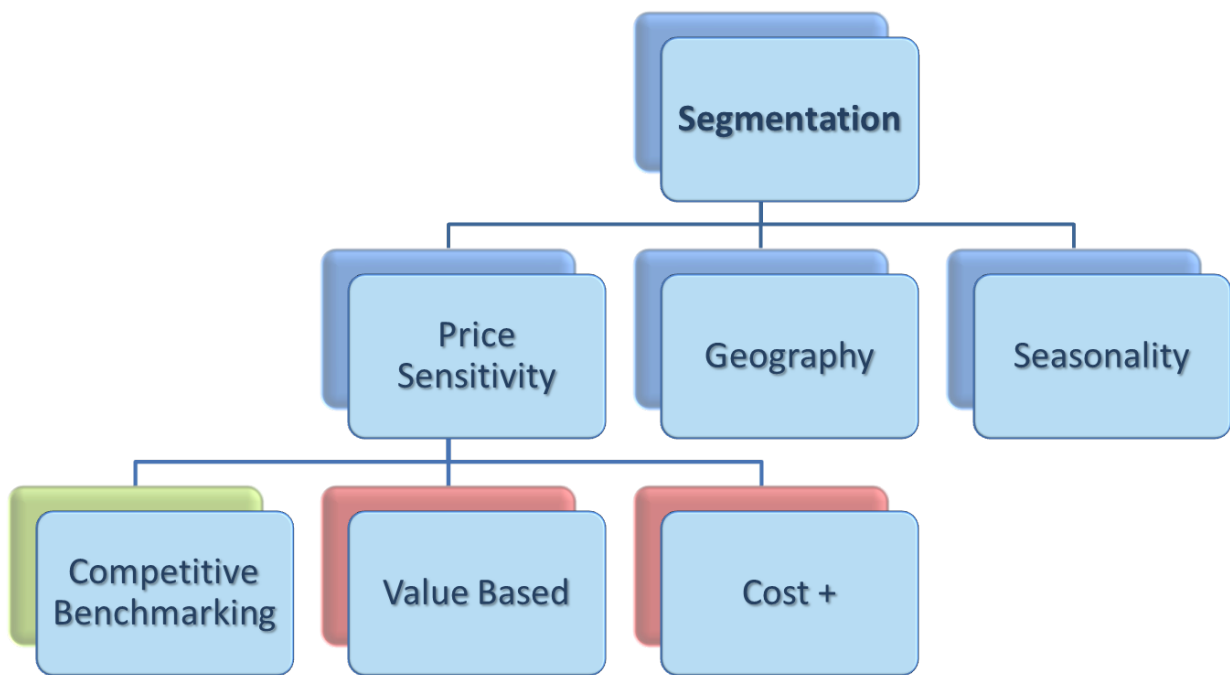 Segmentation
Price
Sensitivity
Geography
Seasonality
Competitive
Benchmarking
Value Based
Cost +